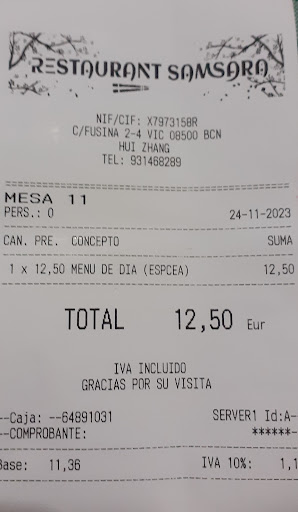 RESTAURANT SAMSARA
NIF/CIF: X7973158R
C/FUSINA 2-4 VIC 08500 BCN
HUI ZHANG
TEL: 931468289
MESA 11
PERS.: 0 24-11-2023
CAN. PRE. CONCEPTO SUMA
1 x 12,50 MENU DE DIA (ESPCEA) 12,50
TOTAL 12,50 Eur
IVA INCLUIDO
GRACIAS POR SU VISITA
--Caja: --64891031 SERVER1 Id:A-
--COMPROBANTE: ******-
Base: 11,36 IVA 10%: 1,1